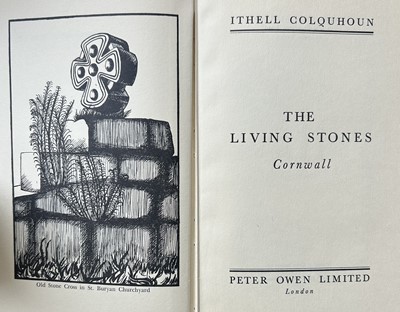 Old Stone Cross in St. Buryan Churchyard
ITHELL COLQUHOUN
THE
LIVING STONES
Cornwall
PETER OWEN LIMITED
London